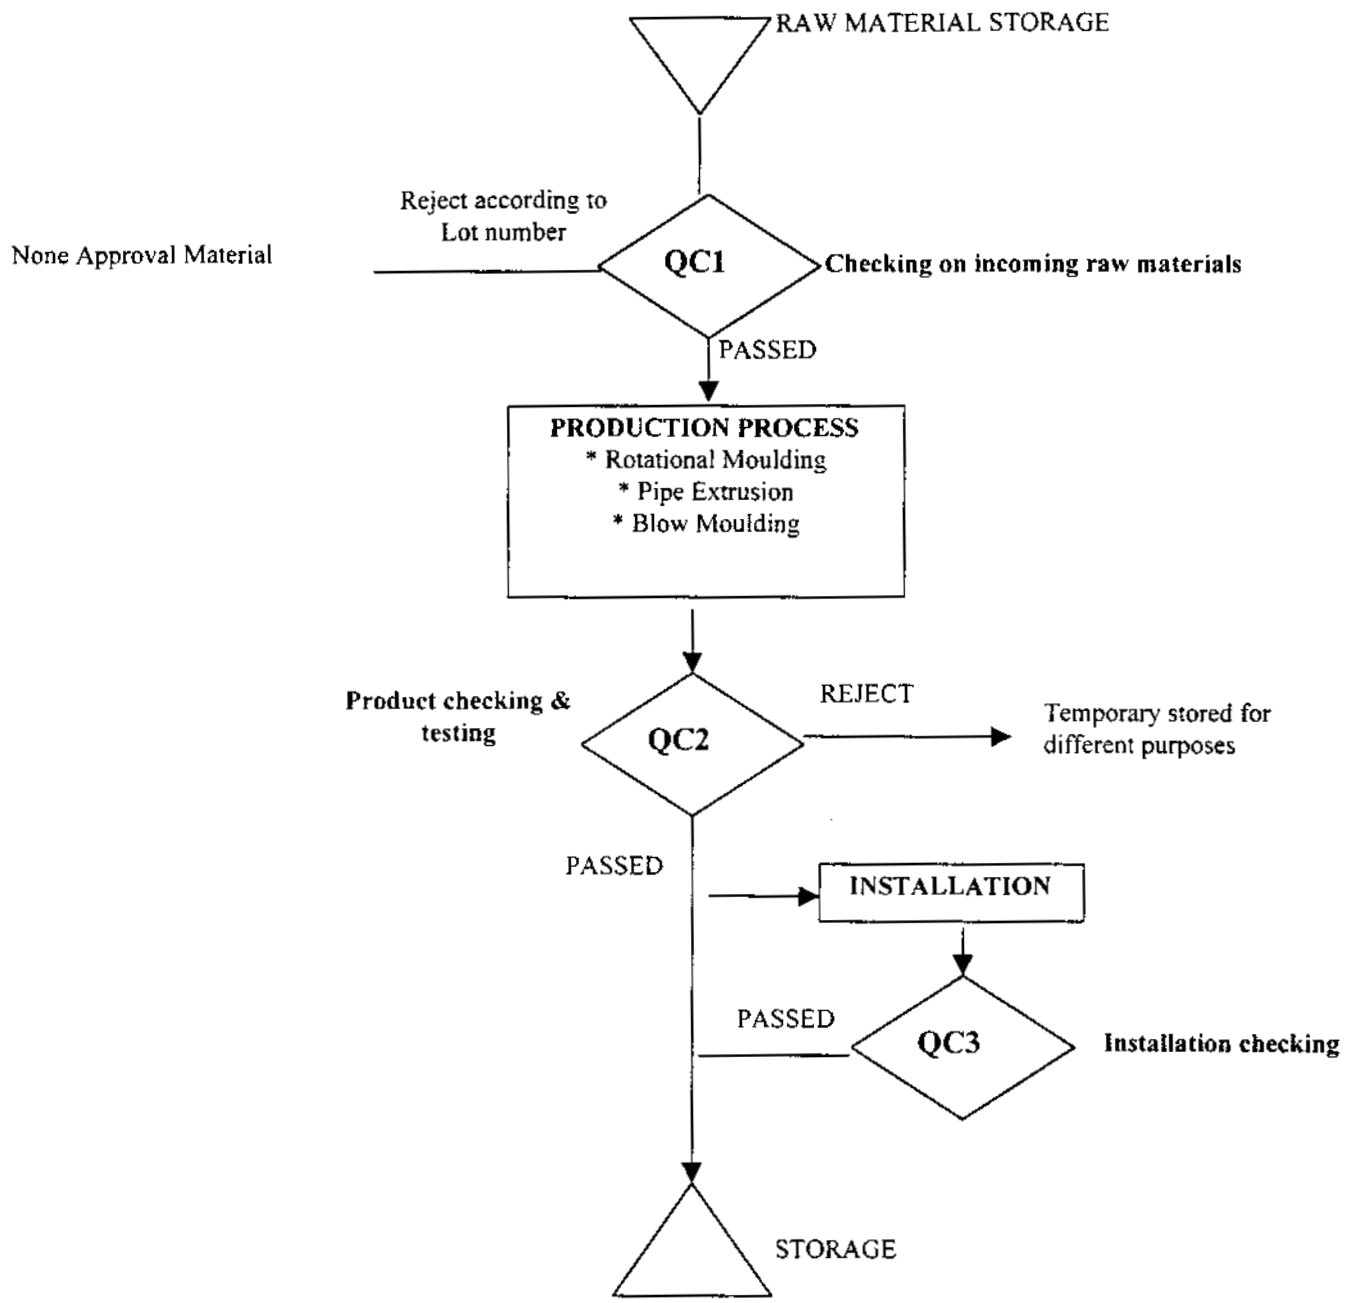 RAW MATERIAL STORAGE
Reject according to
Lot number
None Approval Material
QC1
Checking on incoming raw materials
PASSED
PRODUCTION PROCESS
* Rotational Moulding
* Pipe Extrusion
* Blow Moulding
Product checking &
testing
QC2
REJECT
Temporary stored for
different purposes
PASSED
INSTALLATION
PASSED
QC3
Installation checking
STORAGE